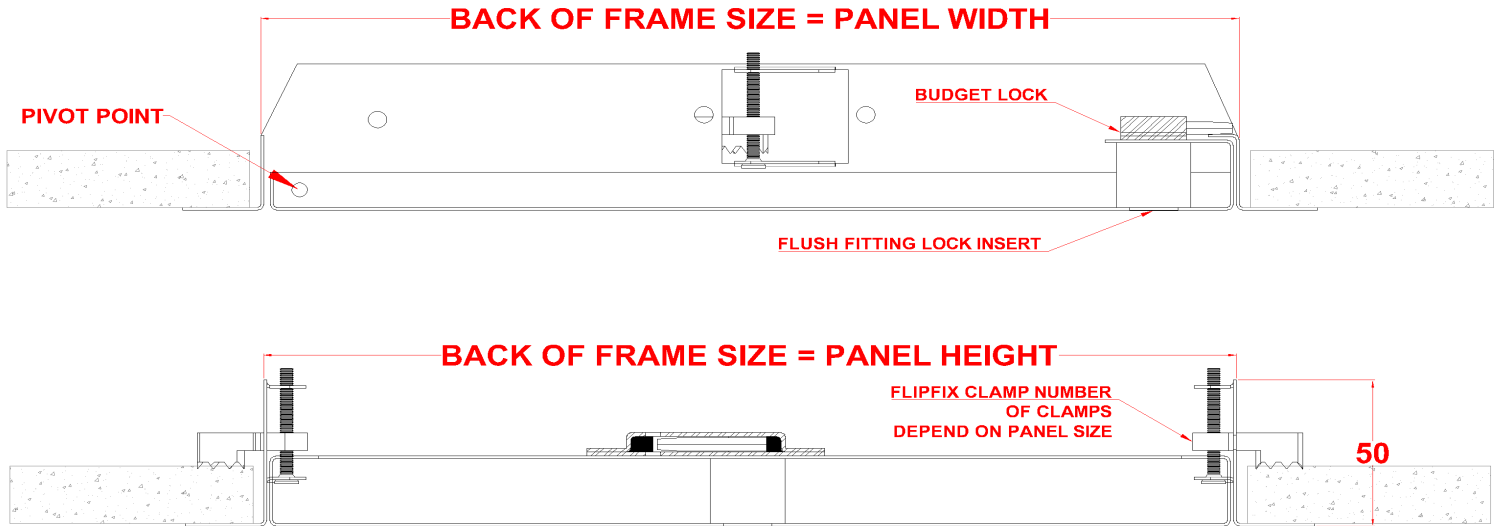 BACK OF FRAME SIZE = PANEL WIDTH
PIVOT POINT
BUDGET LOCK
FLUSH FITTING LOCK INSERT
BACK OF FRAME SIZE = PANEL HEIGHT
FLIPFIX CLAMP NUMBER
OF CLAMPS
DEPEND ON PANEL SIZE
50